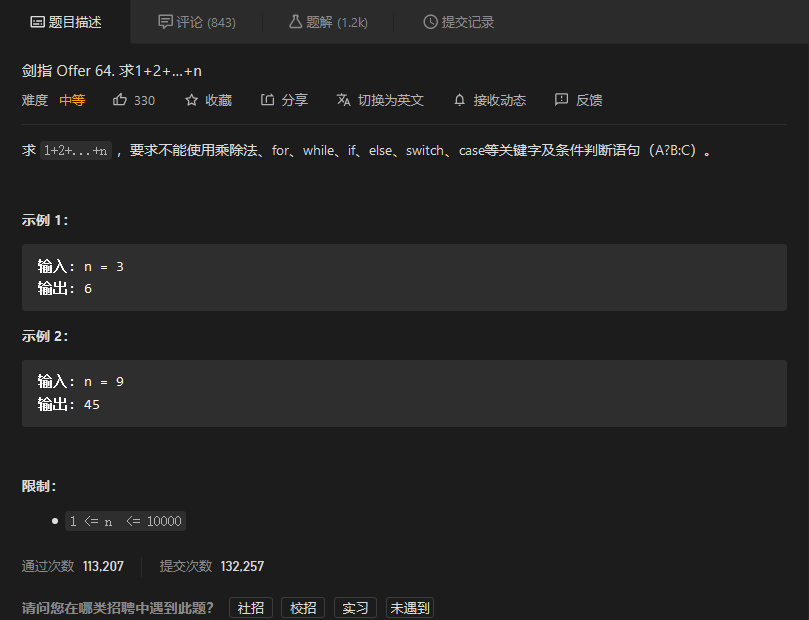 题目描述 评论 (843) 题解 (1.2k) 提交记录
剑指 Offer 64. 求1+2+…+n
难度 中等 330 收藏 分享 切换为英文 接收动态 反馈
求 1+2+...+n ，要求不能使用乘除法、for、while、if、else、switch、case等关键字及条件判断语句（A?B:C）。
示例 1：
输入: n = 3
输出: 6
示例 2：
输入: n = 9
输出: 45
限制：
1 <= n <= 10000
通过次数 113,207 提交次数 132,257
请问您在哪类招聘中遇到此题？ 社招 校招 实习 未遇到